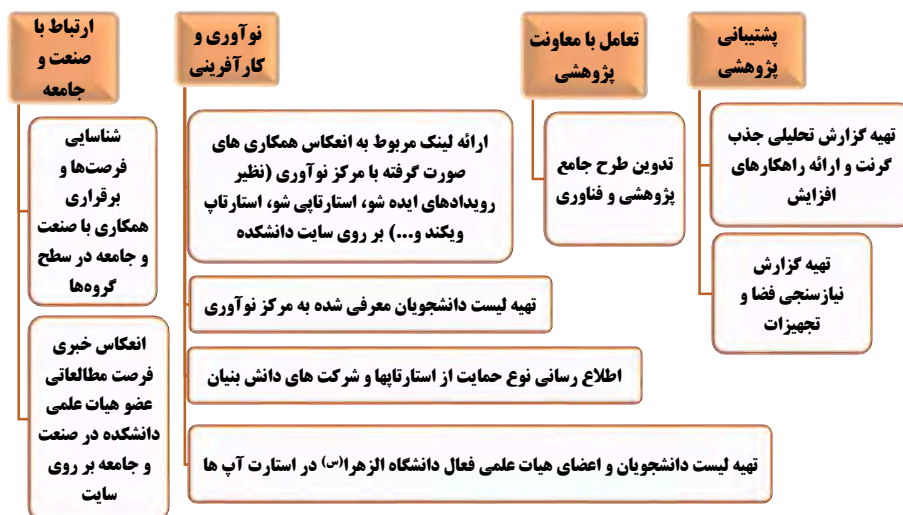 پشتیبانی
پژوهشی
تهیه گزارش تحلیلی جذب
گرنت و ارائه راهکارهای
افزایش
تهیه گزارش
نیازسنجی فضا و
تجهیزات
تعامل با معاونت
پژوهشی
تدوین طرح جامع
پژوهشی و فناوری
نوآوری و
کارآفرینی
ارائه لینک مربوط به انعکاس همکاری های
صورت گرفته با مرکز نوآوری (نظیر
رویدادهای ایده شو، استارتاپی شو، استارتاپ
ویکند و...) بر روی سایت دانشکده
تهیه لیست دانشجویان معرفی شده به مرکز نوآوری
اطلاع رسانی نوع حمایت از استارتاپها و شرکت های دانش بنیان
تهیه لیست دانشجویان و اعضای هیات علمی فعال دانشگاه الزهرا(س) در استارت آپ ها
ارتباط با
صنعت و
جامعه
شناسایی
فرصت‌ها و
برقراری
همکاری با صنعت
و جامعه در سطح
گروه‌ها
انعکاس خبری
فرصت مطالعاتی
عضو هیات علمی
دانشکده در صنعت
و جامعه بر روی
سایت